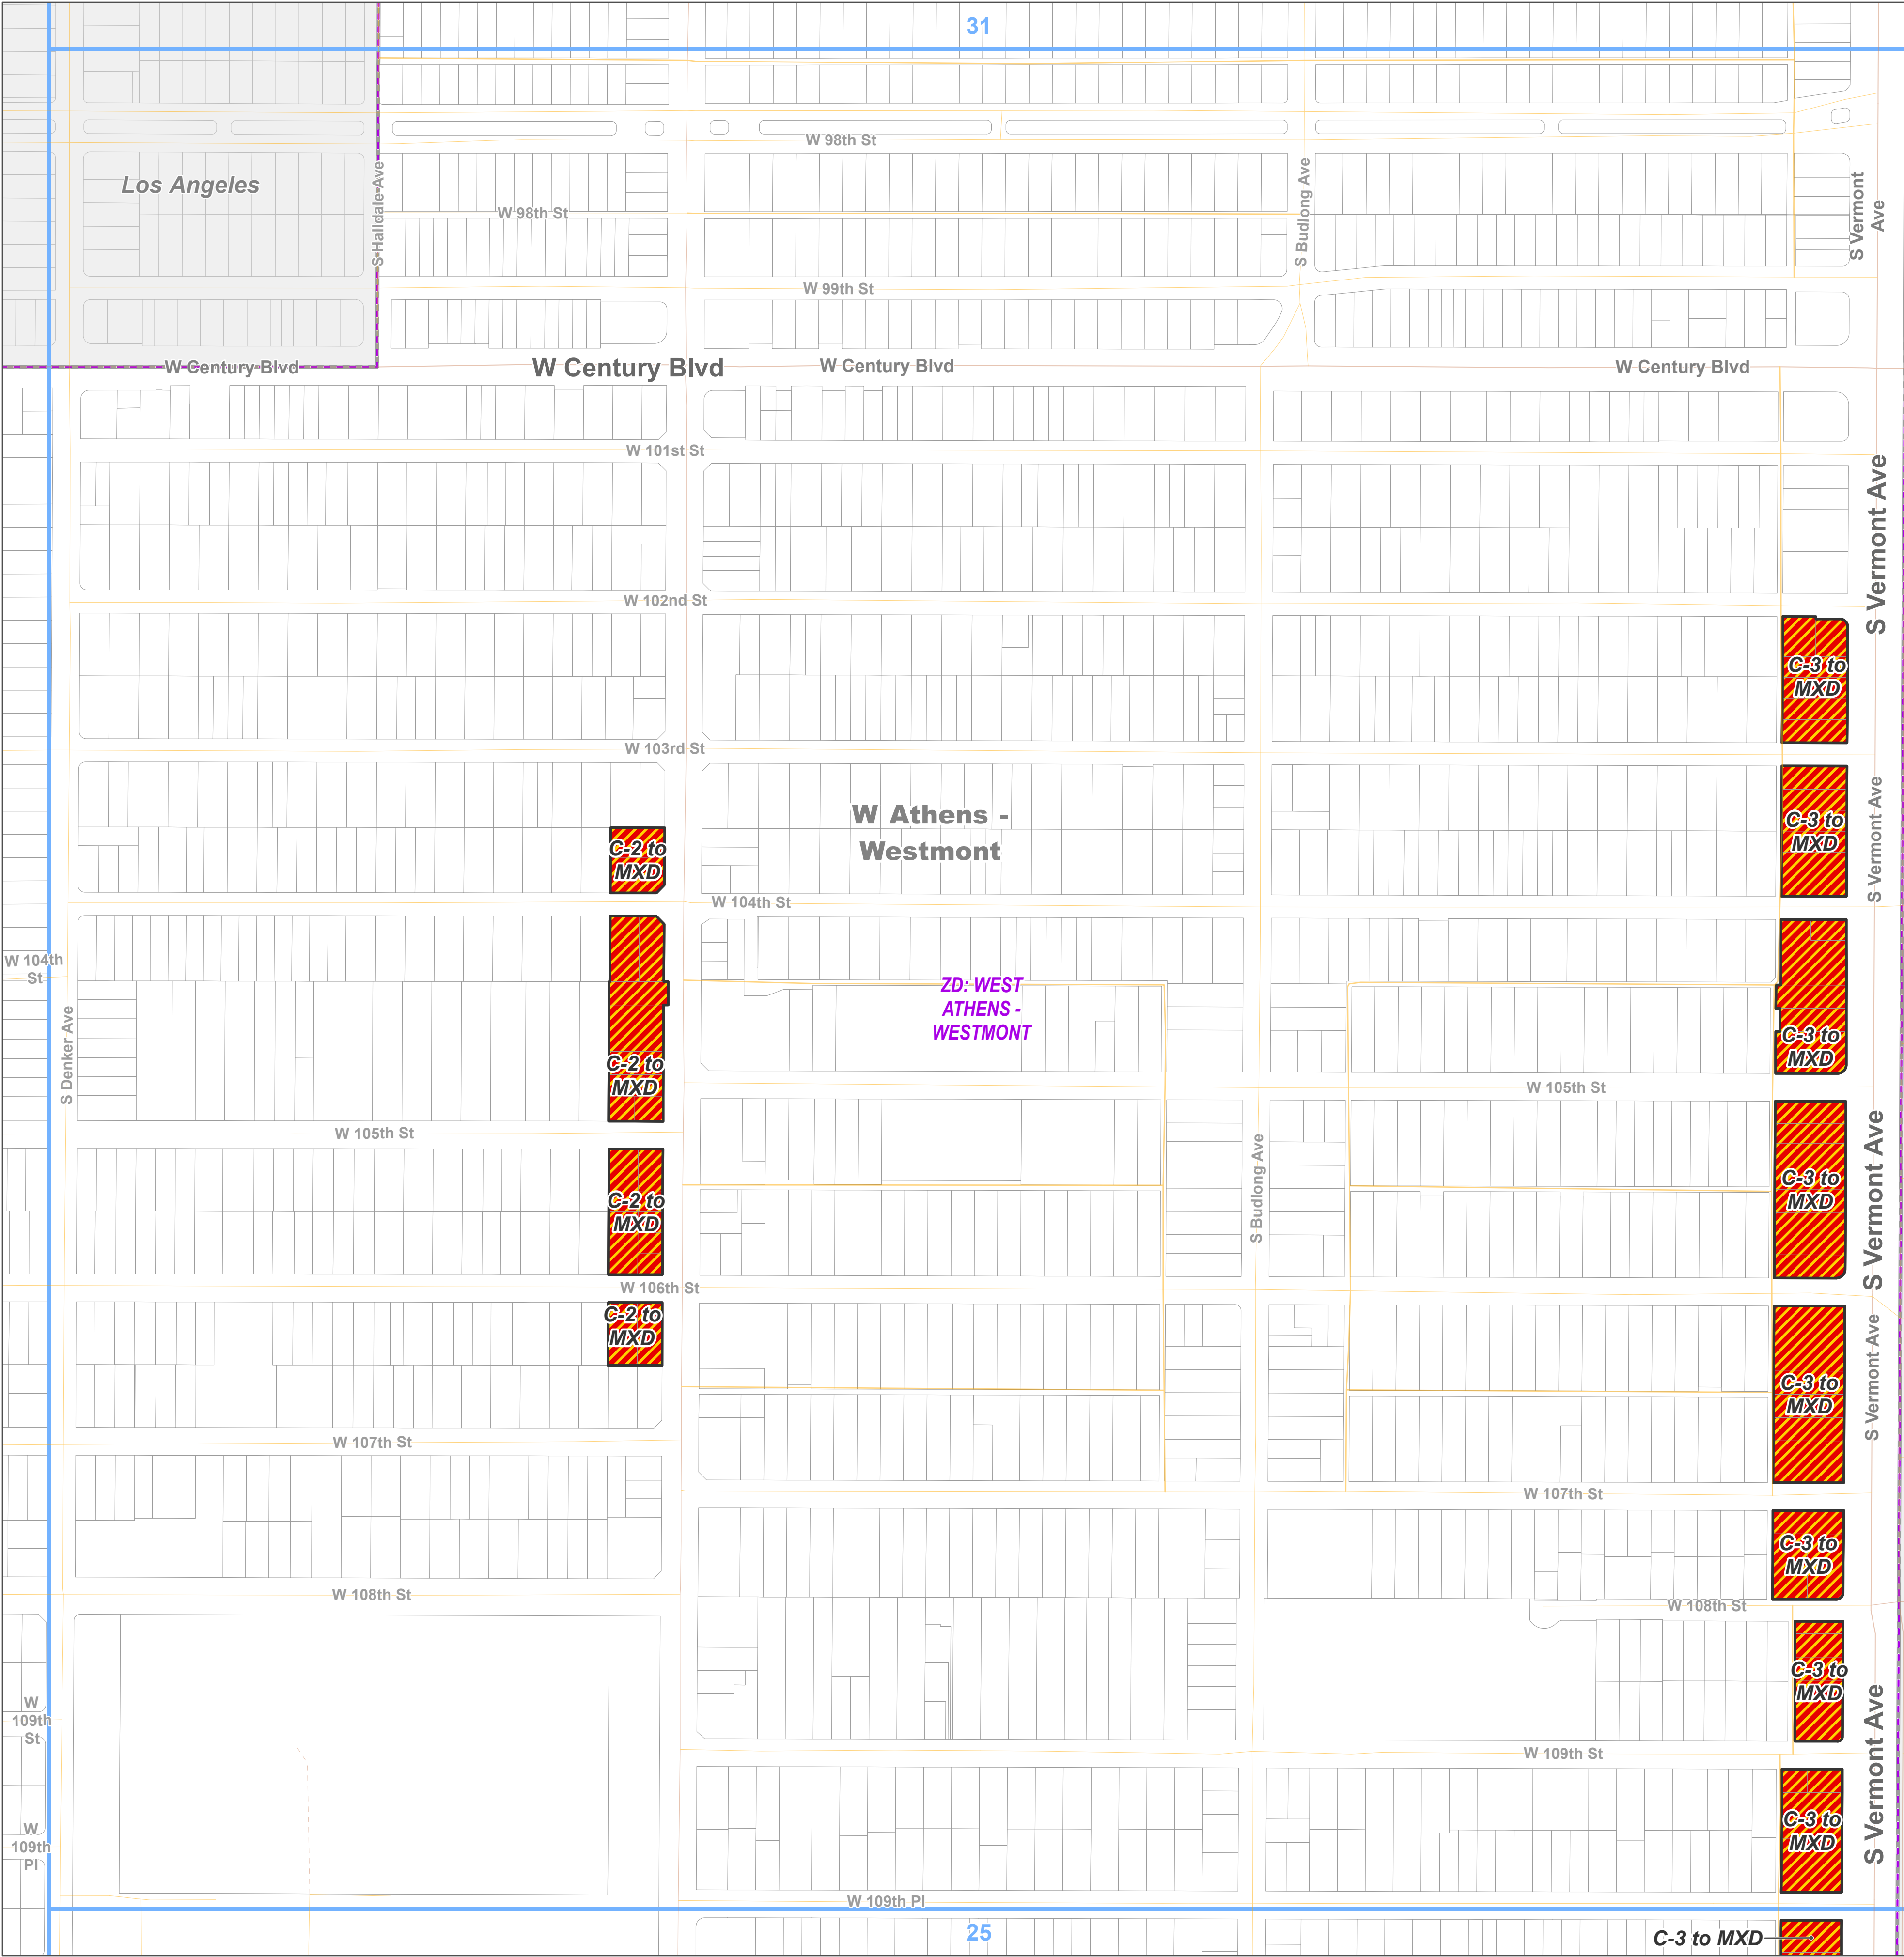 31
W 98th St
Los Angeles
S Halldale Ave
S Budlong Ave
S Vermont
Ave
W 98th St
W 99th St
W Century Blvd
W Century Blvd
W Century Blvd
W Century Blvd
W 101st St
S Vermont Ave
W 102nd St
C-3 to
MXD
W 103rd St
W Athens -
Westmont
C-3 to
MXD
S Vermont Ave
C-2 to
MXD
W 104th St
W 104th
St
ZD: WEST
ATHENS -
WESTMONT
S Denker Ave
C-2 to
MXD
C-3 to
MXD
W 105th St
W 105th St
S Budlong Ave
S Vermont Ave
C-2 to
MXD
C-3 to
MXD
W 106th St
C-2 to
MXD
C-3 to
MXD
S Vermont Ave
W 107th St
W 107th St
C-3 to
MXD
W 108th St
W 108th St
C-3 to
MXD
W
109th
St
W 109th St
S Vermont Ave
C-3 to
MXD
W
109th
Pl
W 109th Pl
25
C-3 to MXD